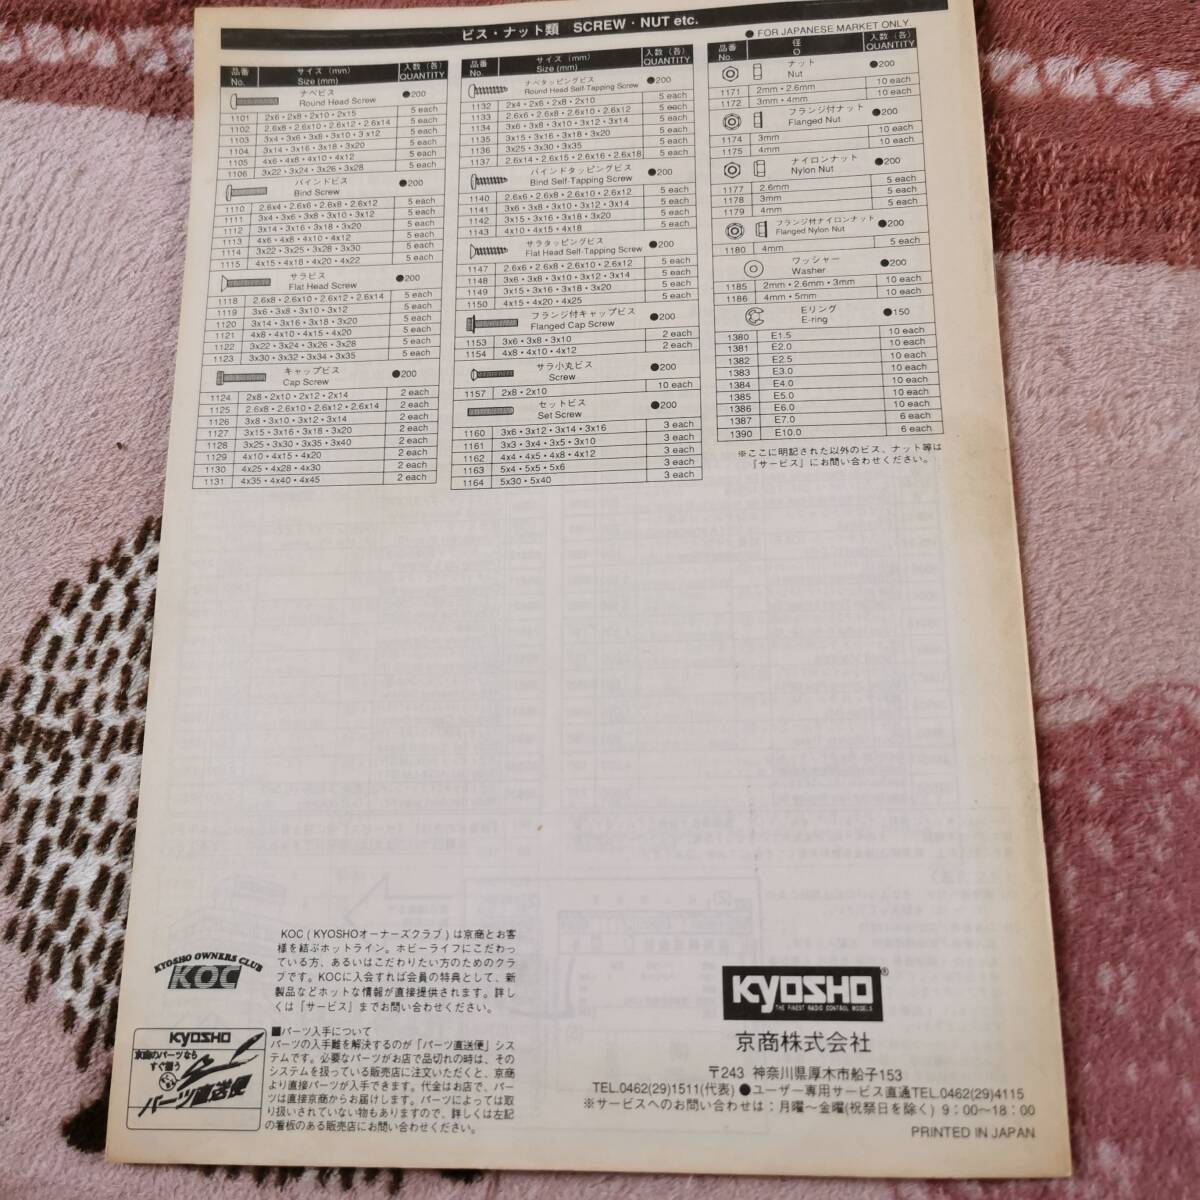 ビス・ナット類 SCREW・NUT etc.
● FOR JAPANESE MARKET ONLY.
品番 No. サイズ (mm) Size (mm) 入数 (各) QUANTITY
ナベビス ●200
Round Head Screw
1101 2x6・2x8・2x10・2x15 5 each
1102 2.6x8・2.6x10・2.6x12・2.6x14 5 each
1103 3x4・3x6・3x8・3x10・3x12 5 each
1104 3x14・3x16・3x18・3x20 5 each
1105 4x6・4x8・4x10・4x12 5 each
1106 3x22・3x24・3x26・3x28 5 each
バインドビス ●200
Bind Screw
1110 2.6x4・2.6x6・2.6x8・2.6x12 5 each
1111 3x4・3x6・3x8・3x10・3x12 5 each
1112 3x14・3x16・3x18・3x20 5 each
1113 4x6・4x8・4x10・4x12 5 each
1114 3x22・3x25・3x28・3x30 5 each
1115 4x15・4x18・4x20・4x22 5 each
サラビス ●200
Flat Head Screw
1118 2.6x8・2.6x10・2.6x12・2.6x14 5 each
1119 3x6・3x8・3x10・3x12 5 each
1120 3x14・3x16・3x18・3x20 5 each
1121 4x8・4x10・4x15・4x20 5 each
1122 3x22・3x24・3x26・3x28 5 each
1123 3x30・3x32・3x34・3x35 5 each
キャップビス ●200
Cap Screw
1124 2x8・2x10・2x12・2x14 2 each
1125 2.6x8・2.6x10・2.6x12・2.6x14 2 each
1126 3x8・3x10・3x12・3x14 2 each
1127 3x15・3x16・3x18・3x20 2 each
1128 3x25・3x30・3x35・3x40 2 each
1129 4x10・4x15・4x20 2 each
1130 4x25・4x28・4x30 2 each
1131 4x35・4x40・4x45 2 each
品番 No. サイズ (mm) Size (mm) 入数 (各) QUANTITY
ナベタッピングビス ●200
Round Head Self-Tapping Screw
1132 2x4・2x6・2x8・2x10 5 each
1133 2.6x6・2.6x8・2.6x10・2.6x12 5 each
1134 3x6・3x8・3x10・3x12・3x14 5 each
1135 3x15・3x16・3x18・3x20 5 each
1136 3x25・3x30・3x35 5 each
1137 2.6x14・2.6x15・2.6x16・2.6x18 5 each
バインドタッピングビス ●200
Bind Self-Tapping Screw
1140 2.6x6・2.6x8・2.6x10・2.6x12 5 each
1141 3x6・3x8・3x10・3x12・3x14 5 each
1142 3x15・3x16・3x18・3x20 5 each
1143 4x10・4x15・4x18 5 each
サラタッピングビス ●200
Flat Head Self-Tapping Screw
1147 2.6x6・2.6x8・2.6x10・2.6x12 5 each
1148 3x6・3x8・3x10・3x12・3x14 5 each
1149 3x15・3x16・3x18・3x20 5 each
1150 4x15・4x20・4x25 5 each
フランジ付キャップビス ●200
Flanged Cap Screw
1153 3x6・3x8・3x10 2 each
1154 4x8・4x10・4x12 2 each
サラ小丸ビス ●200
Screw
1157 2x8・2x10 10 each
セットビス ●200
Set Screw
1160 3x6・3x12・3x14・3x16 3 each
1161 3x3・3x4・3x5・3x10 3 each
1162 4x4・4x5・4x8・4x12 3 each
1163 5x4・5x5・5x6 3 each
1164 5x30・5x40 3 each
品番 No. 径 Ø 入数 (各) QUANTITY
ナット ●200
Nut
1171 2mm・2.6mm 10 each
1172 3mm・4mm 10 each
フランジ付ナット ●200
Flanged Nut
1174 3mm 10 each
1175 4mm 10 each
ナイロンナット ●200
Nylon Nut
1177 2.6mm 5 each
1178 3mm 5 each
1179 4mm 5 each
フランジ付ナイロンナット ●200
Flanged Nylon Nut
1180 4mm 5 each
ワッシャー ●200
Washer
1185 2mm・2.6mm・3mm 10 each
1186 4mm・5mm 10 each
Eリング ●150
E-ring
1380 E1.5 10 each
1381 E2.0 10 each
1382 E2.5 10 each
1383 E3.0 10 each
1384 E4.0 10 each
1385 E5.0 10 each
1386 E6.0 10 each
1387 E7.0 6 each
1390 E10.0 6 each
※ここに明記された以外のビス、ナット等は
「サービス」にお問い合わせください。
KYOSHO OWNERS CLUB
KOC
KOC（KYOSHOオーナーズクラブ）は京商とお客
様を結ぶホットライン。ホビーライフにこだわっ
ている方、あるいはこだわりたい方のためのクラ
ブです。KOCに入会すれば会員の特典として、新
製品などホットな情報が直接提供されます。詳し
くは「サービス」までお問い合わせください。
KYOSHO
京商のパーツなら
すぐ揃う
パーツ直送便
■パーツ入手について
パーツの入手難を解決するのが「パーツ直送便」シス
テムです。必要なパーツがお店で品切れの時は、その
システムを扱っている販売店に注文いただくと、京商
より直接パーツが入手できます。代金はお店で、パー
ツは直接京商からお届けします。パーツによっては取
り扱いされていない物もありますので、詳しくは左記
の看板のある販売店にお問い合わせください。
KYOSHO®
THE FINEST RADIO CONTROL MODELS
京商株式会社
〒243 神奈川県厚木市船子153
TEL.0462(29)1511(代表) ●ユーザー専用サービス直通TEL.0462(29)4115
※サービスへのお問い合わせは：月曜〜金曜(祝祭日を除く) 9：00〜18：00
PRINTED IN JAPAN